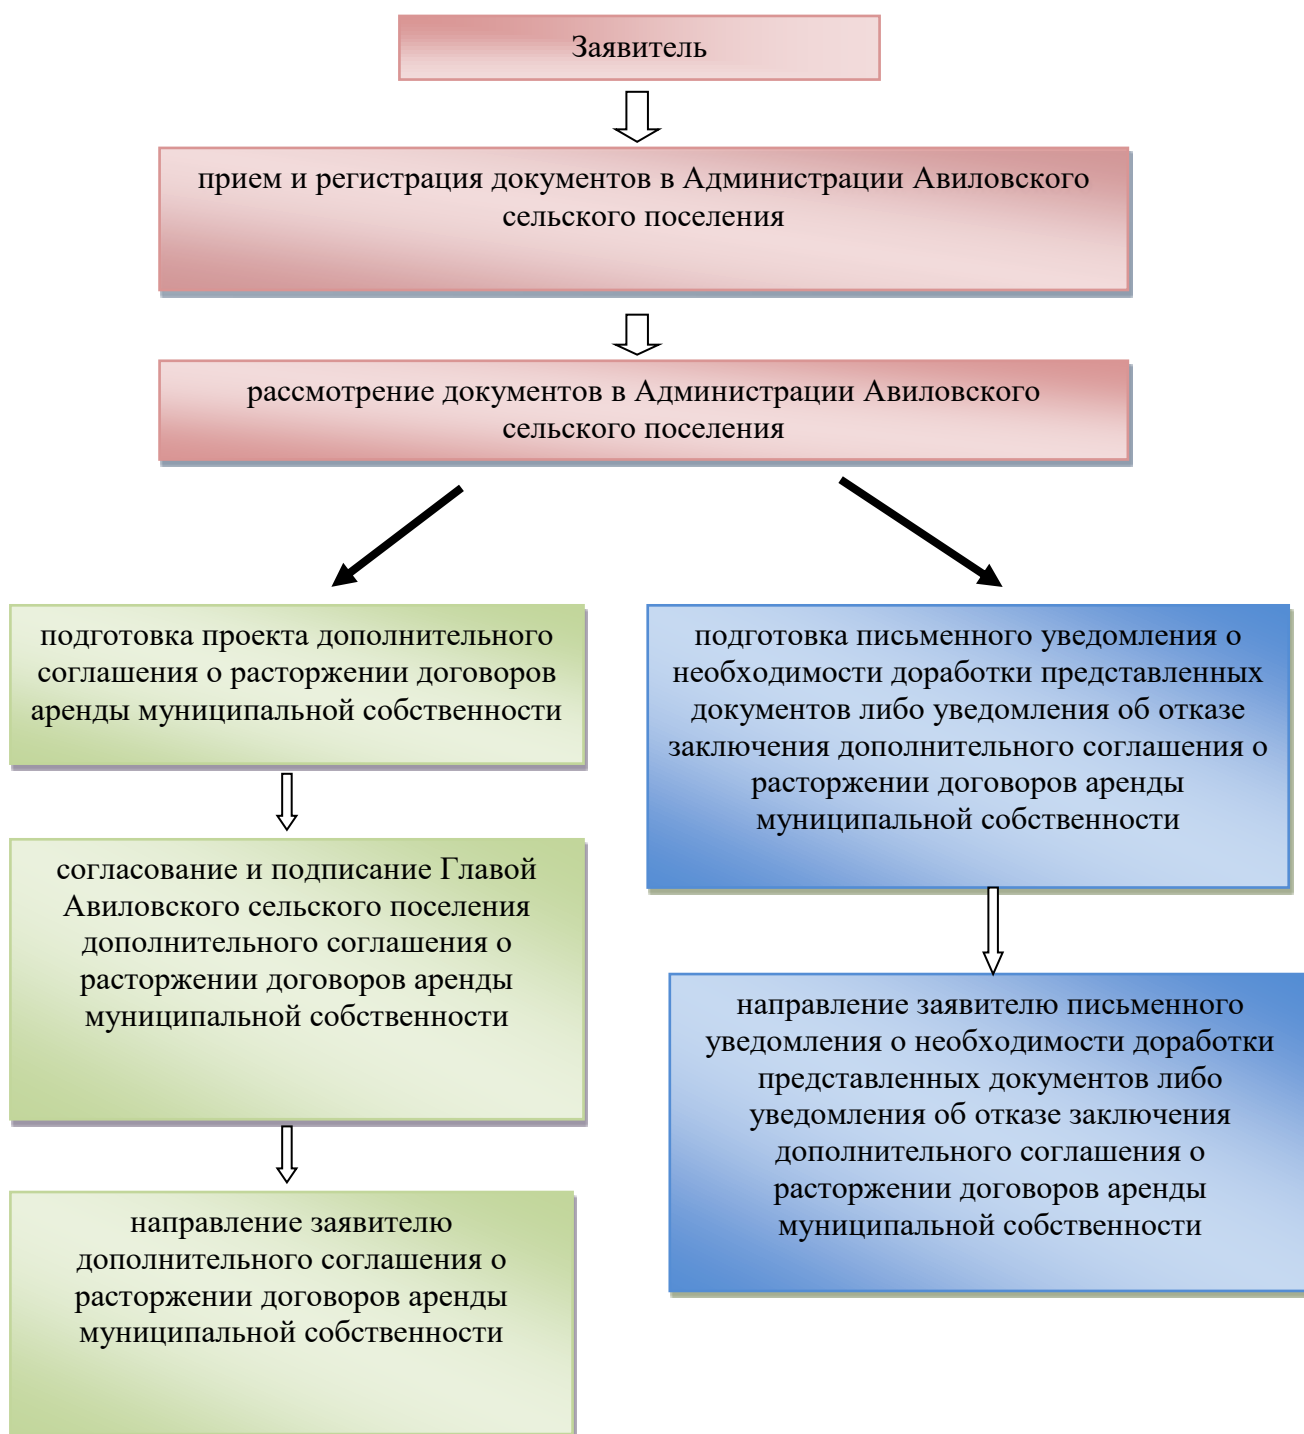 Заявитель
прием и регистрация документов в Администрации Авиловского
сельского поселения
рассмотрение документов в Администрации Авиловского
сельского поселения
подготовка проекта дополнительного
соглашения о расторжении договоров
аренды муниципальной собственности
согласование и подписание Главой
Авиловского сельского поселения
дополнительного соглашения о
расторжении договоров аренды
муниципальной собственности
направление заявителю
дополнительного соглашения о
расторжении договоров аренды
муниципальной собственности
подготовка письменного уведомления о
необходимости доработки представленных
документов либо уведомления об отказе
заключения дополнительного соглашения о
расторжении договоров аренды
муниципальной собственности
направление заявителю письменного
уведомления о необходимости доработки
представленных документов либо
уведомления об отказе заключения
дополнительного соглашения о
расторжении договоров аренды
муниципальной собственности